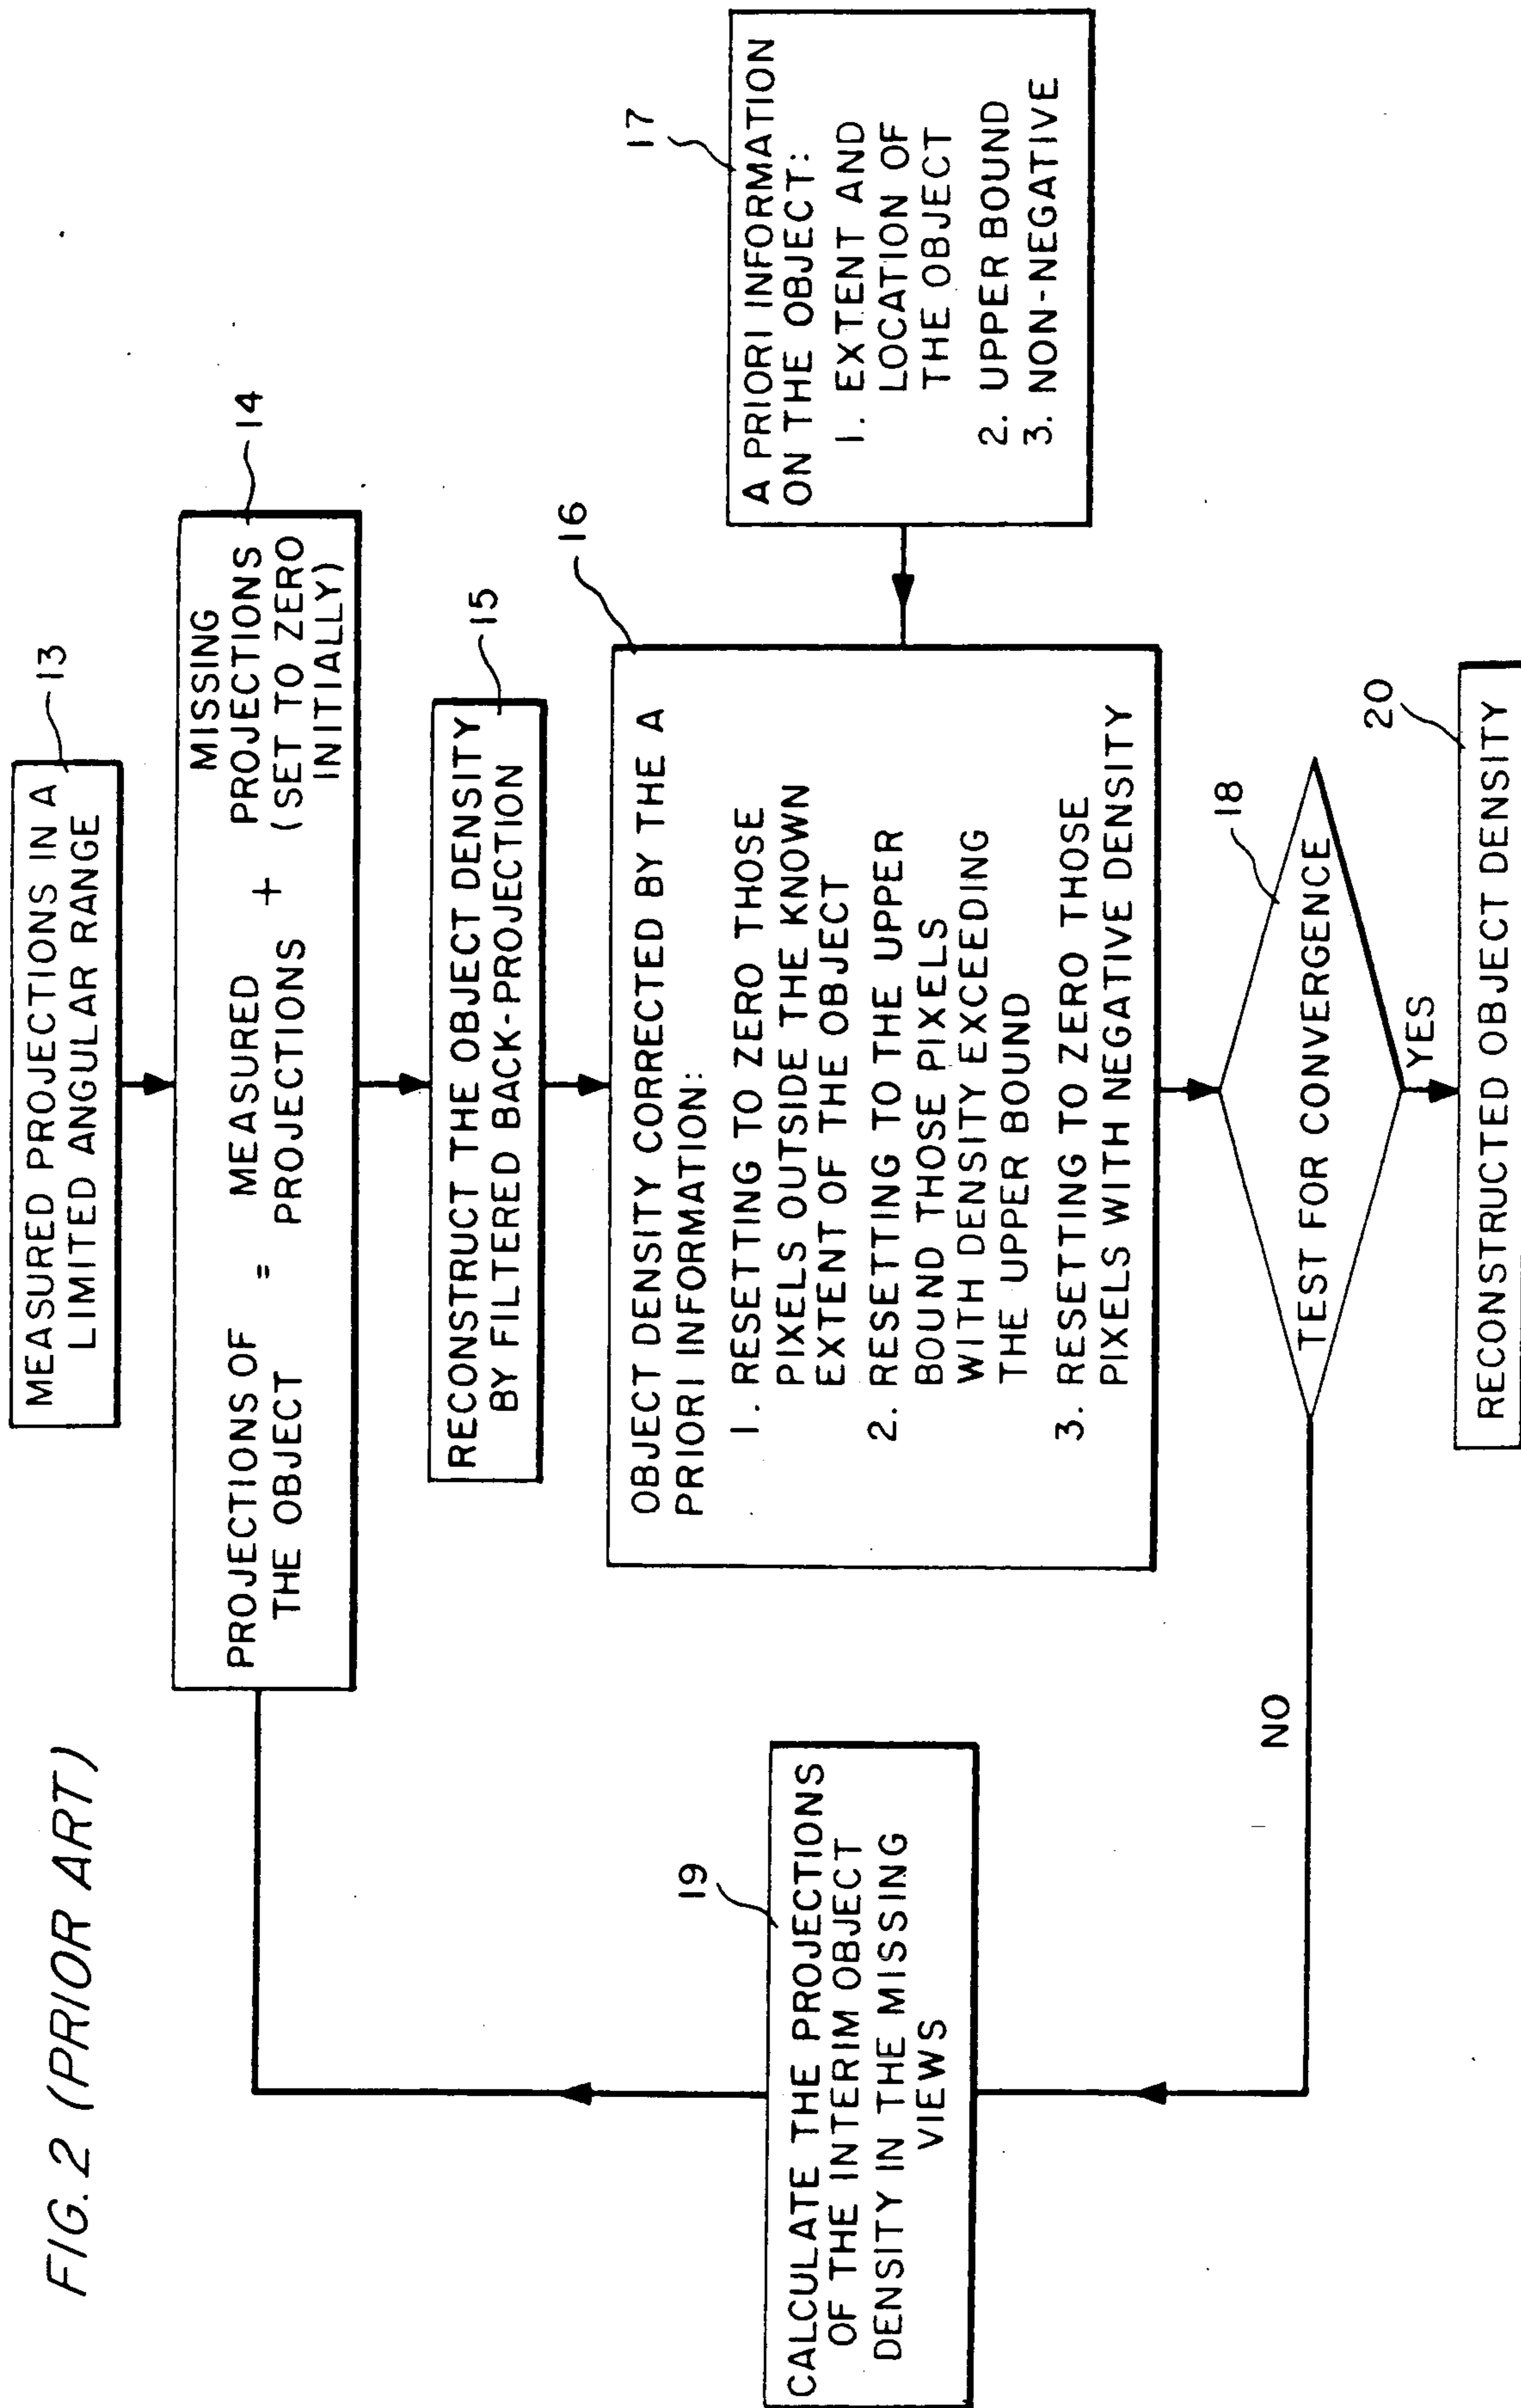 FIG. 2 (PRIOR ART)
13
MEASURED PROJECTIONS IN A
LIMITED ANGULAR RANGE
14
PROJECTIONS OF
THE OBJECT
=
MEASURED
PROJECTIONS
+
MISSING
PROJECTIONS
(SET TO ZERO
INITIALLY)
15
RECONSTRUCT THE OBJECT DENSITY
BY FILTERED BACK-PROJECTION
16
OBJECT DENSITY CORRECTED BY THE A
PRIORI INFORMATION:
1. RESETTING TO ZERO THOSE
PIXELS OUTSIDE THE KNOWN
EXTENT OF THE OBJECT
2. RESETTING TO THE UPPER
BOUND THOSE PIXELS
WITH DENSITY EXCEEDING
THE UPPER BOUND
3. RESETTING TO ZERO THOSE
PIXELS WITH NEGATIVE DENSITY
17
A PRIORI INFORMATION
ON THE OBJECT:
1. EXTENT AND
LOCATION OF
THE OBJECT
2. UPPER BOUND
3. NON-NEGATIVE
18
TEST FOR CONVERGENCE
NO
YES
19
CALCULATE THE PROJECTIONS
OF THE INTERIM OBJECT
DENSITY IN THE MISSING
VIEWS
20
RECONSTRUCTED OBJECT DENSITY